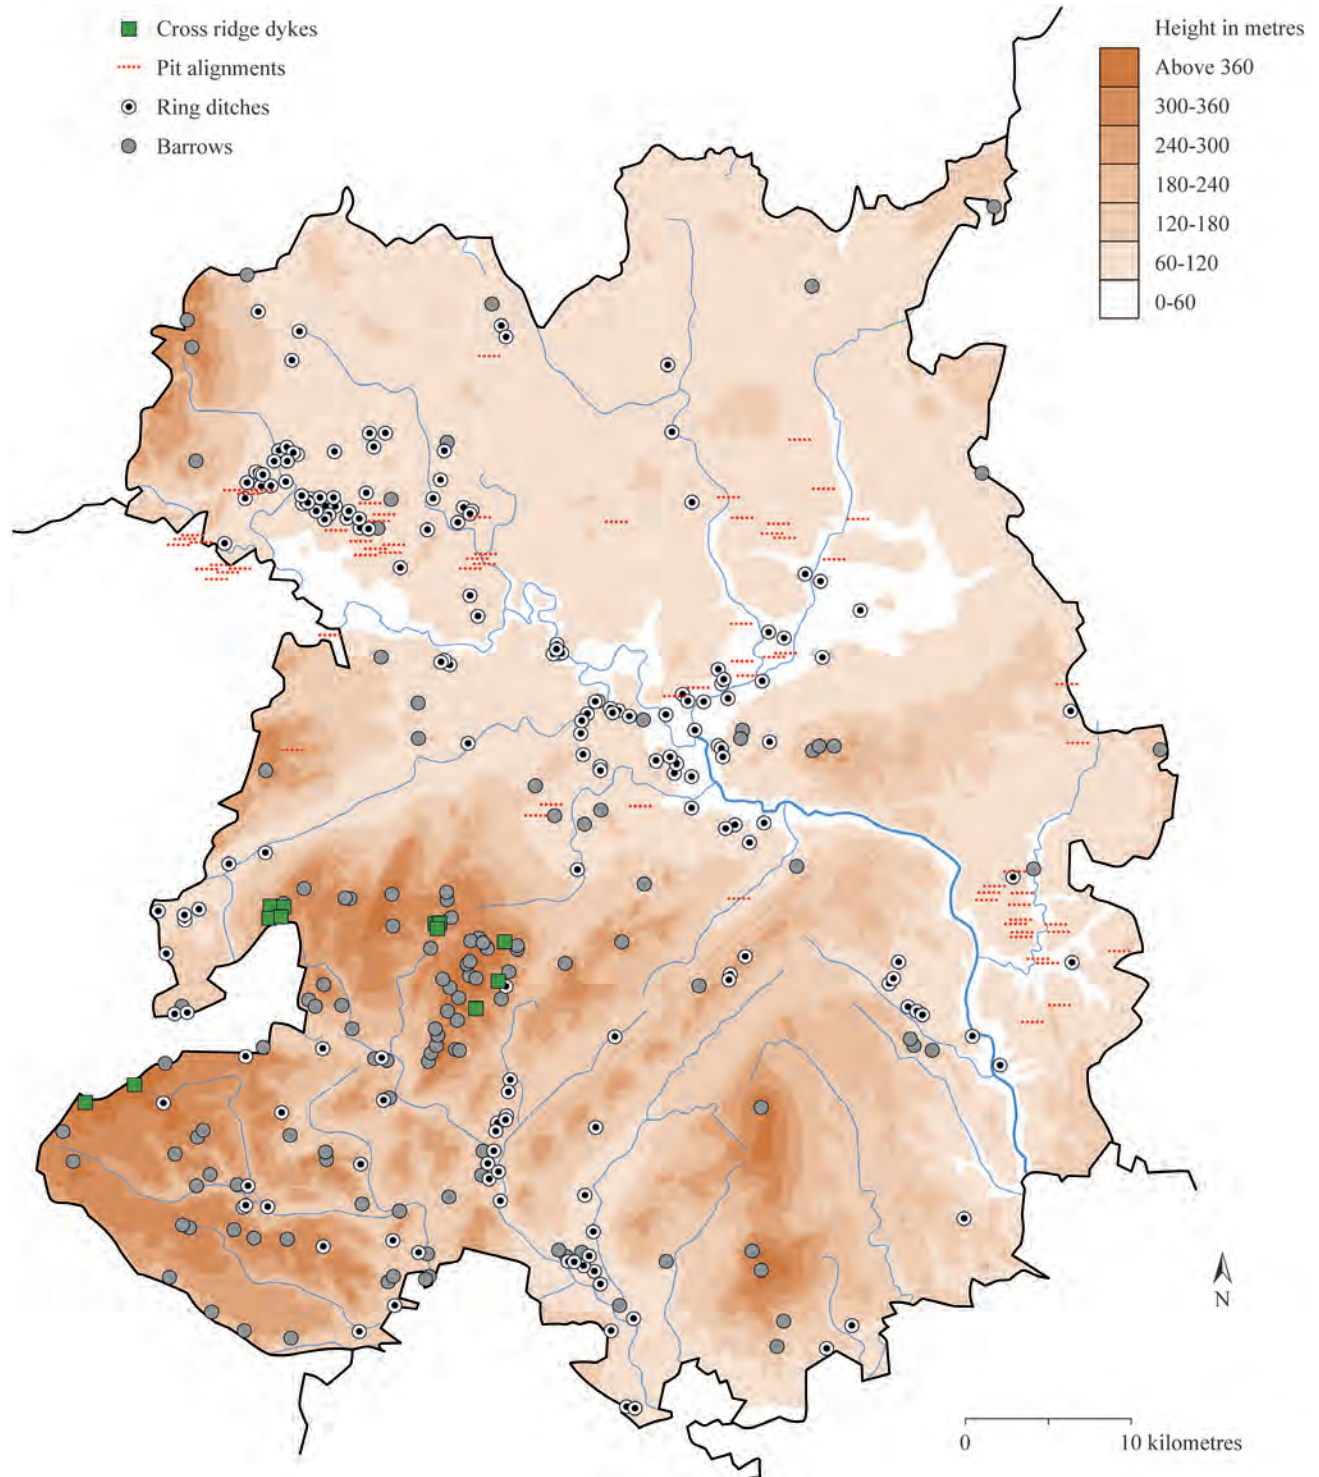 Cross ridge dykes
Pit alignments
Ring ditches
Barrows
Height in metres
Above 360
300-360
240-300
180-240
120-180
60-120
0-60
N
0 10 kilometres